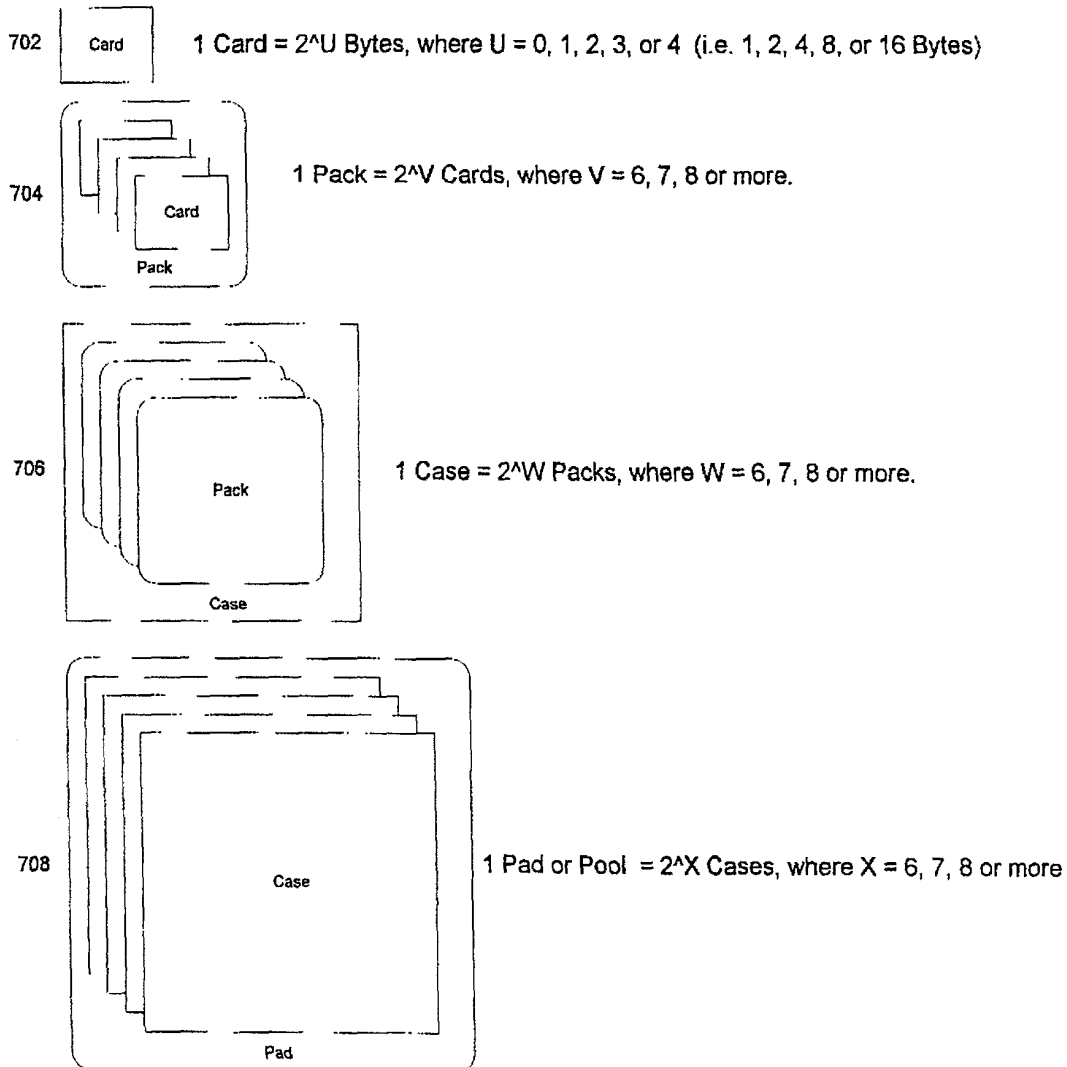 702 Card 1 Card = 2^U Bytes, where U = 0, 1, 2, 3, or 4 (i.e. 1, 2, 4, 8, or 16 Bytes)
704 Card 1 Pack = 2^V Cards, where V = 6, 7, 8 or more.
Pack
706 Pack 1 Case = 2^W Packs, where W = 6, 7, 8 or more.
Case
708 Case 1 Pad or Pool = 2^X Cases, where X = 6, 7, 8 or more
Pad